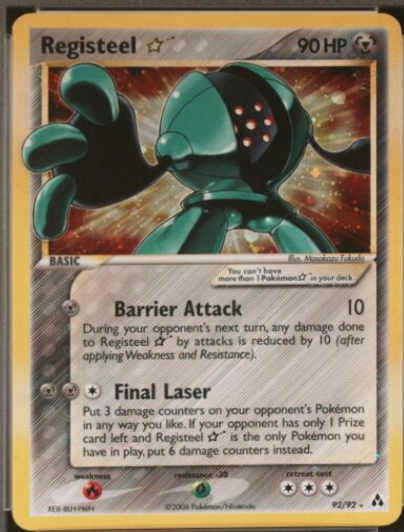 Registeel ☆ 90 HP
Illus. Masakazu Fukuda
BASIC
You can't have
more than 1 Pokémon☆ in your deck.
Barrier Attack 10
During your opponent's next turn, any damage done
to Registeel ☆ by attacks is reduced by 10 (after
applying Weakness and Resistance).
Final Laser
Put 3 damage counters on your opponent's Pokémon
in any way you like. If your opponent has only 1 Prize
card left and Registeel ☆ is the only Pokémon you
have in play, put 6 damage counters instead.
weakness resistance -30 retreat cost
©2006 Pokémon/Nintendo 92/92